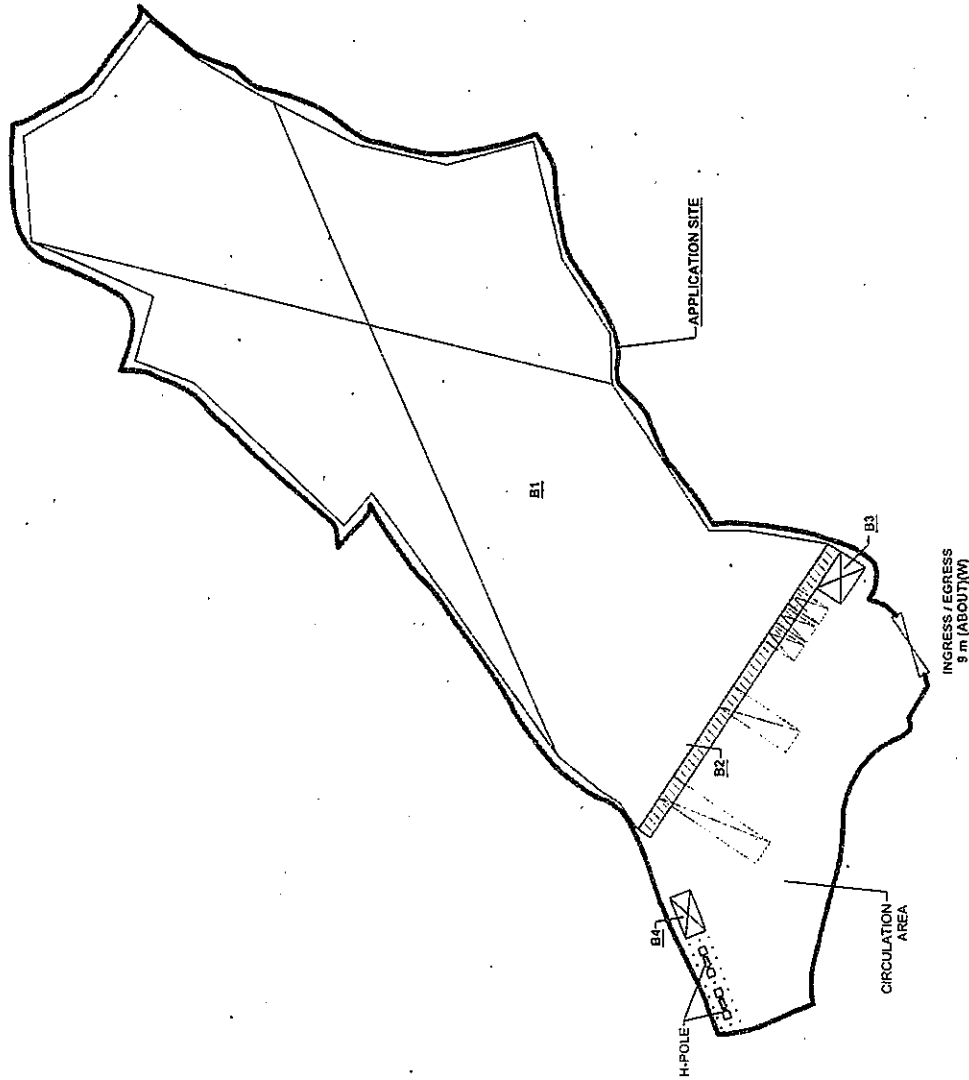 APPLICATION SITE
B1
B3
INGRESS / EGRESS
9 m (ABOUT)(W)
B2
B4
CIRCULATION
AREA
H-POLE